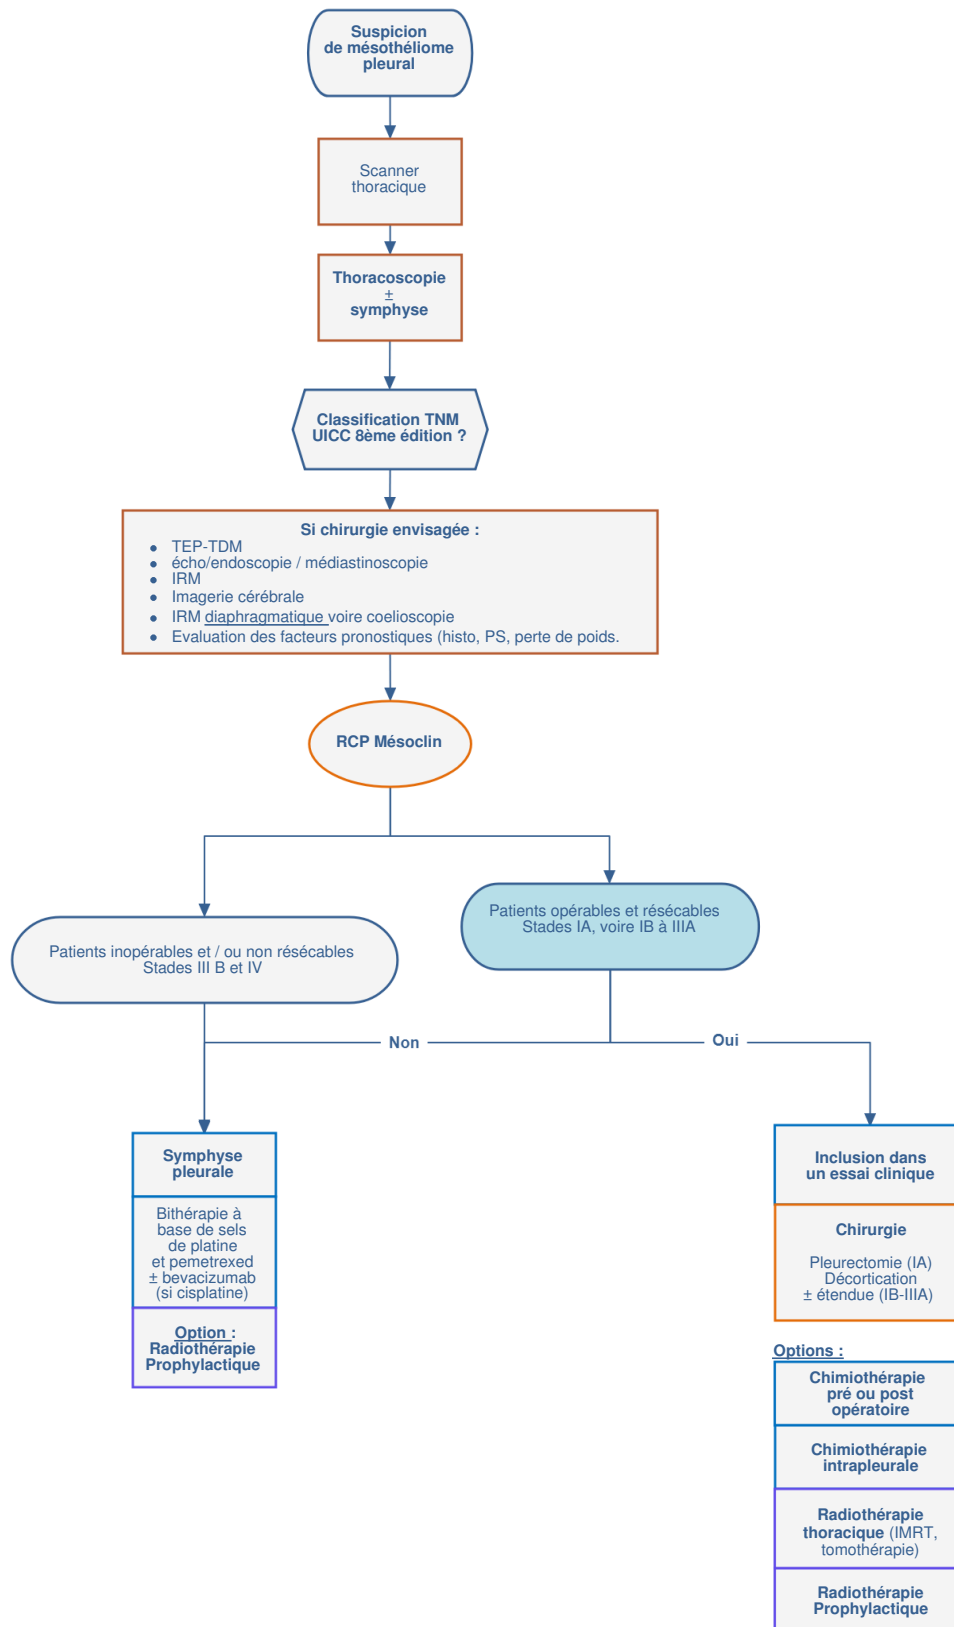 Suspicion
de mésothéliome
pleural
Scanner
thoracique
Thoracoscopie
±
symphyse
Classification TNM
UICC 8ème édition ?
Si chirurgie envisagée :
● TEP-TDM
● écho/endoscopie / médiastinoscopie
● IRM
● Imagerie cérébrale
● IRM diaphragmatique voire coelioscopie
● Evaluation des facteurs pronostiques (histo, PS, perte de poids.
RCP Mésoclin
Patients inopérables et / ou non résécables
Stades III B et IV
Patients opérables et résécables
Stades IA, voire IB à IIIA
Non
Oui
Symphyse
pleurale
Bithérapie à
base de sels
de platine
et pemetrexed
± bevacizumab
(si cisplatine)
Option :
Radiothérapie
Prophylactique
Inclusion dans
un essai clinique
Chirurgie
Pleurectomie (IA)
Décortication
± étendue (IB-IIIA)
Options :
Chimiothérapie
pré ou post
opératoire
Chimiothérapie
intrapleurale
Radiothérapie
thoracique (IMRT,
tomothérapie)
Radiothérapie
Prophylactique